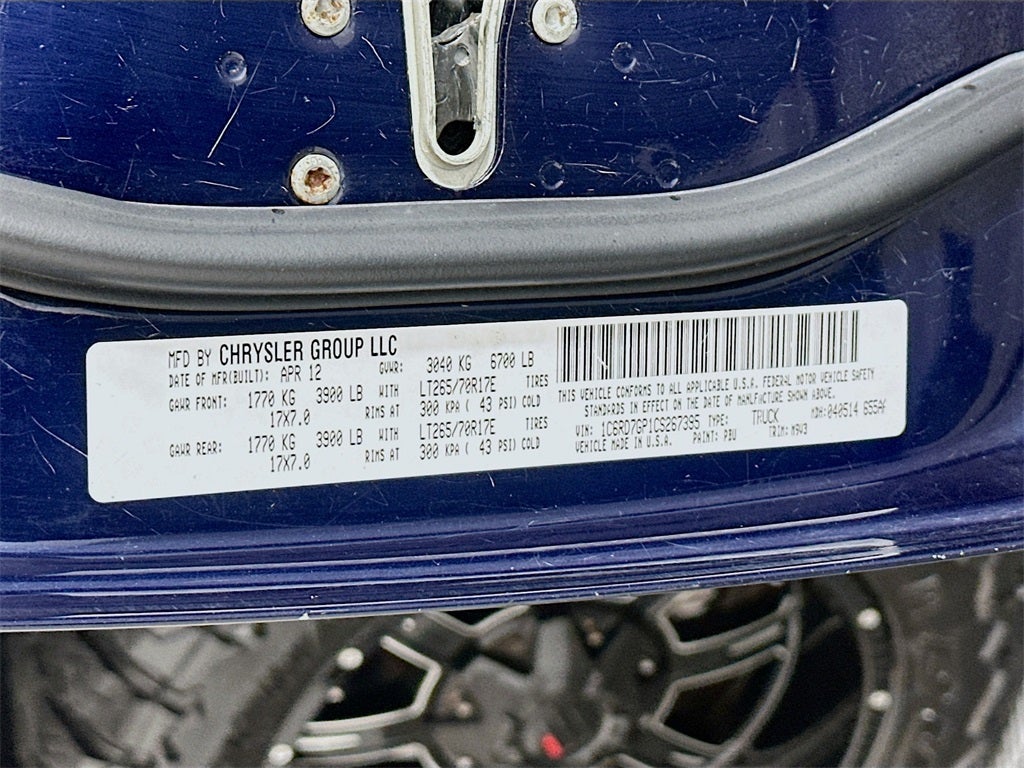 MFD BY CHRYSLER GROUP LLC
DATE OF MFR(BUILT): APR 12 GVWR: 3040 KG 6700 LB
GAWR FRONT: 1770 KG 3900 LB WITH LT265/70R17E TIRES
17X7.0 RIMS AT 300 KPA ( 43 PSI) COLD
GAWR REAR: 1770 KG 3900 LB WITH LT265/70R17E TIRES
17X7.0 RIMS AT 300 KPA ( 43 PSI) COLD
THIS VEHICLE CONFORMS TO ALL APPLICABLE U.S.A. FEDERAL MOTOR VEHICLE SAFETY
STANDARDS IN EFFECT ON THE DATE OF MANUFACTURE SHOWN ABOVE.
VIN: 1C6RD7GP1CS267395 TYPE: TRUCK MDH: 040514
VEHICLE MADE IN U.S.A. PAINT: PBU TRIM: M9V3